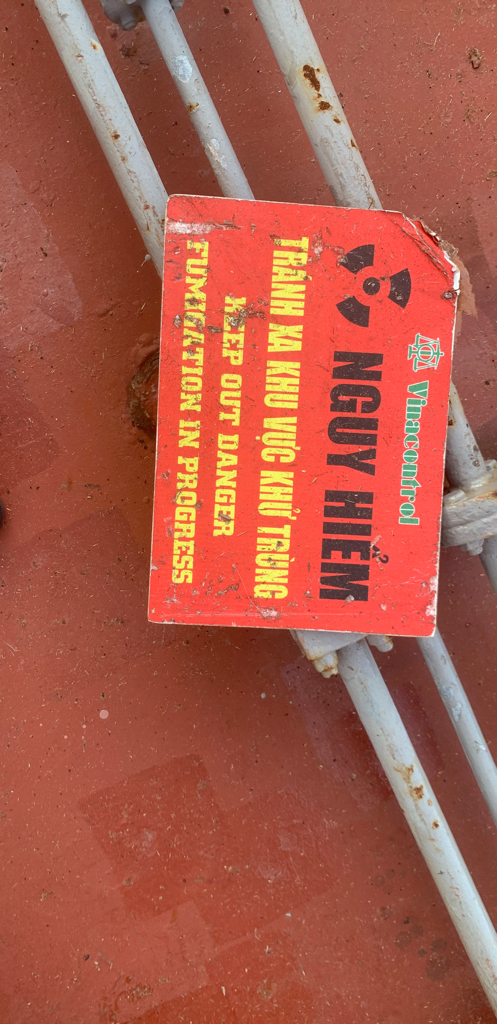 Vinacontrol
NGUY HIỂM
TRÁNH XA KHU VỰC KHỬ TRÙNG
KEEP OUT DANGER
FUMIGATION IN PROGRESS